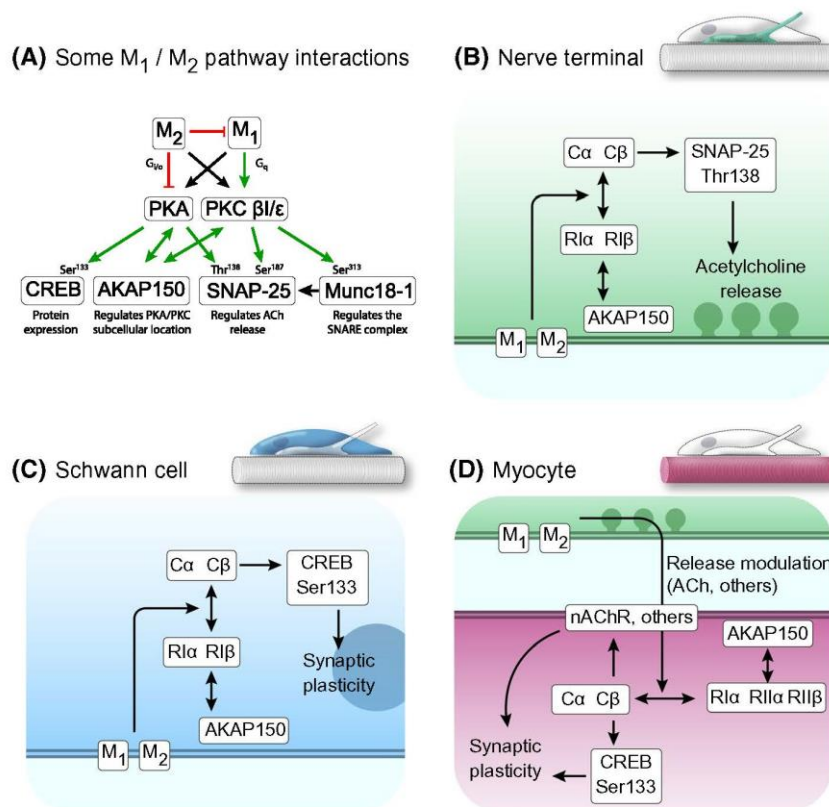 (A) Some M₁ / M₂ pathway interactions
M₂ M₁
Gi/o Gq
PKA PKC βI/ε
Ser¹³³ Thr¹³⁸ Ser¹⁸⁷ Ser³¹³
CREB AKAP150 SNAP-25 Munc18-1
Protein Regulates PKA/PKC Regulates ACh Regulates the
expression subcellular location release SNARE complex
(B) Nerve terminal
Cα Cβ
SNAP-25
Thr138
RIα RIβ
Acetylcholine
release
AKAP150
M₁ M₂
(C) Schwann cell
Cα Cβ
CREB
Ser133
RIα RIβ
Synaptic
plasticity
AKAP150
M₁ M₂
(D) Myocyte
M₁ M₂
Release modulation
(ACh, others)
nAChR, others
AKAP150
Cα Cβ
RIα RIIα RIIβ
Synaptic
plasticity
CREB
Ser133